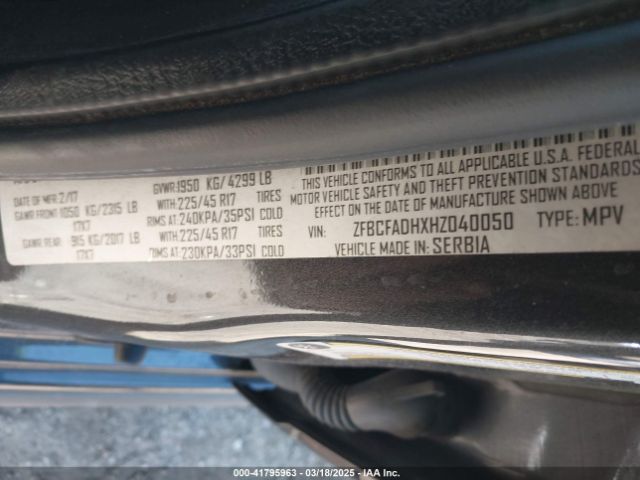 DATE OF MFR: 2/17 GVWR: 1950 KG/4299 LB
GAWR FRONT: 1050 KG/2315 LB WITH 225/45 R17 TIRES
17X7 RIMS AT: 240KPA/35PSI COLD
GAWR REAR: 915 KG/2017 LB WITH 225/45 R17 TIRES
17X7 RIMS AT: 230KPA/33PSI COLD
THIS VEHICLE CONFORMS TO ALL APPLICABLE U.S.A. FEDERAL
MOTOR VEHICLE SAFETY AND THEFT PREVENTION STANDARDS
EFFECT ON THE DATE OF MANUFACTURE SHOWN ABOVE
VIN: ZFBCFADHXHZ040050 TYPE: MPV
VEHICLE MADE IN SERBIA
000-41795963 - 03/18/2025 - IAA Inc.